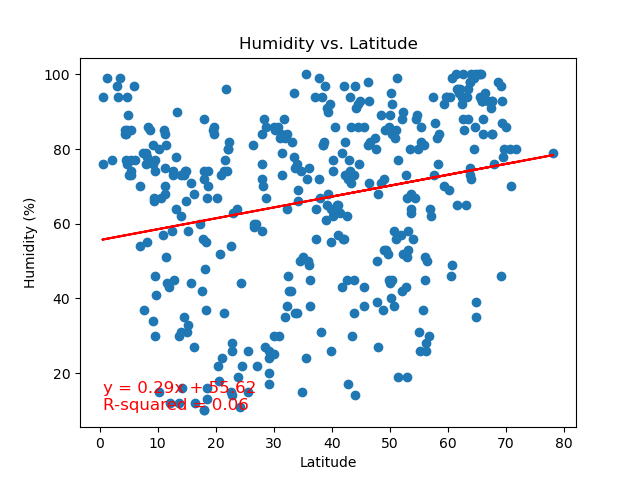 Humidity vs. Latitude
100
80
60
40
20
Humidity (%)
y = 0.29x + 55.62
R-squared = 0.06
0 10 20 30 40 50 60 70 80
Latitude